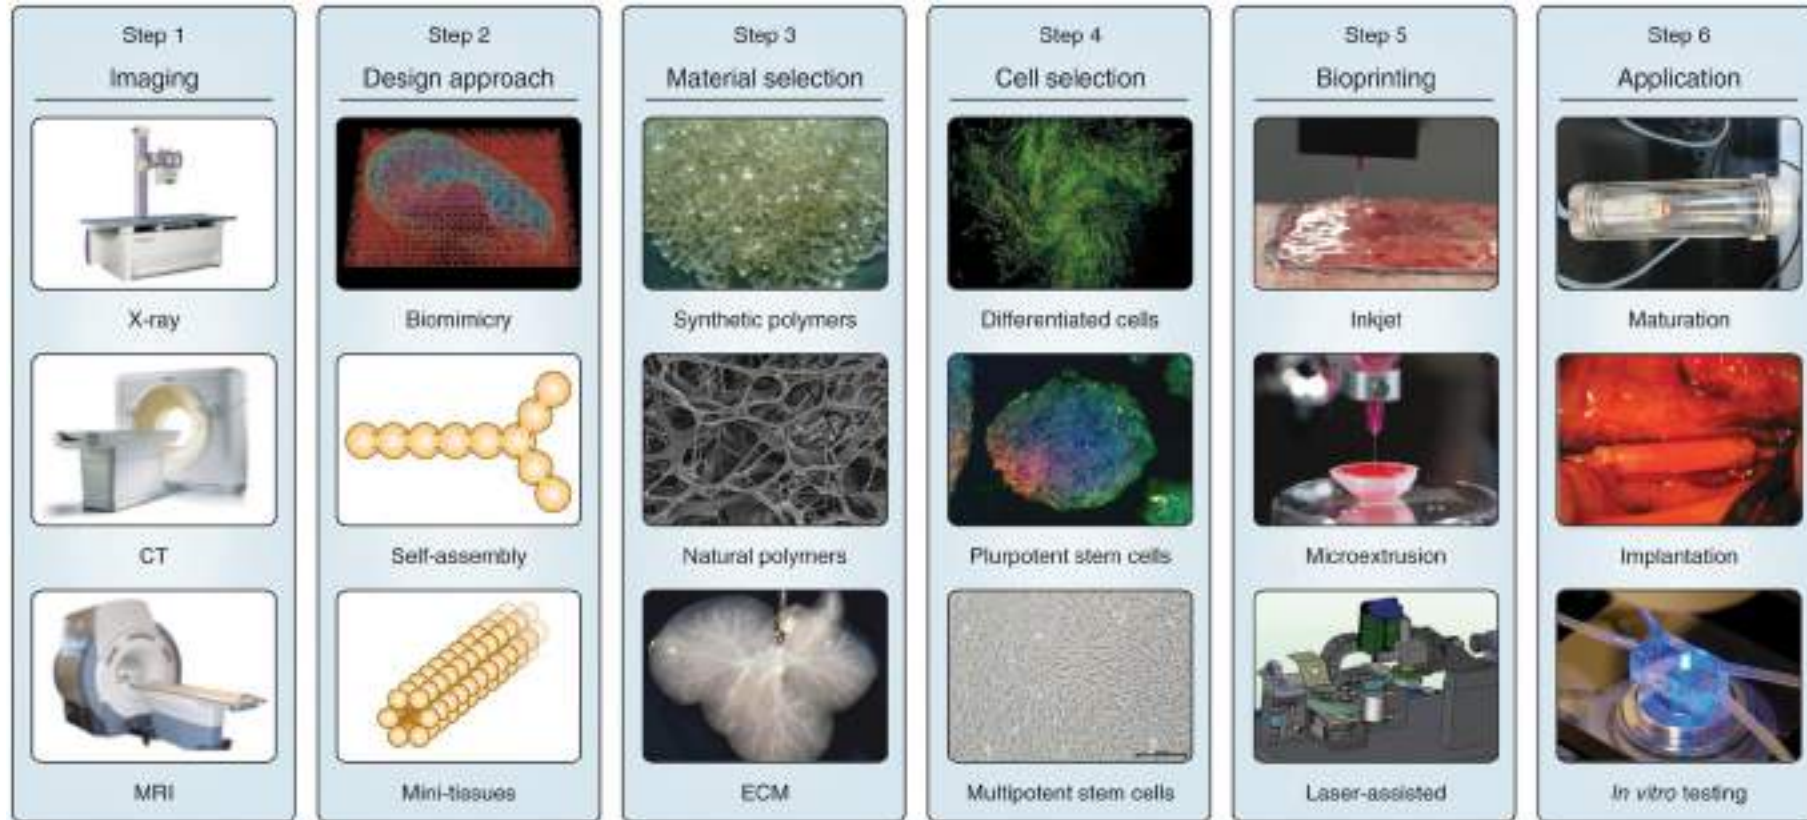 Step 1
Imaging
X-ray
CT
MRI
Step 2
Design approach
Biomimicry
Self-assembly
Mini-tissues
Step 3
Material selection
Synthetic polymers
Natural polymers
ECM
Step 4
Cell selection
Differentiated cells
Plurpotent stem cells
Multipotent stem cells
Step 5
Bioprinting
Inkjet
Microextrusion
Laser-assisted
Step 6
Application
Maturation
Implantation
In vitro testing